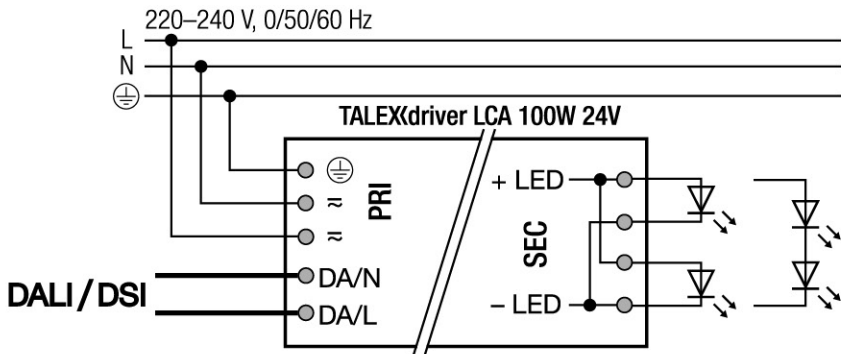 220–240 V, 0/50/60 Hz
L
N
TALEXdriver LCA 100W 24V
PRI
≂
≂
DALI / DSI
DA/N
DA/L
+ LED
SEC
– LED